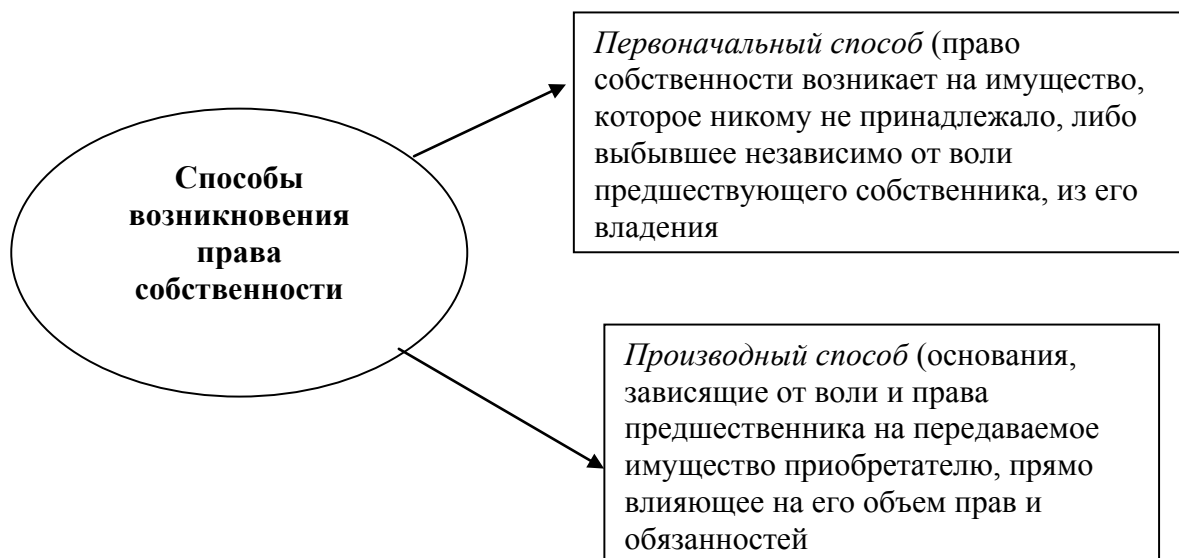 Способы
возникновения
права
собственности
Первоначальный способ (право
собственности возникает на имущество,
которое никому не принадлежало, либо
выбывшее независимо от воли
предшествующего собственника, из его
владения
Производный способ (основания,
зависящие от воли и права
предшественника на передаваемое
имущество приобретателю, прямо
влияющее на его объем прав и
обязанностей